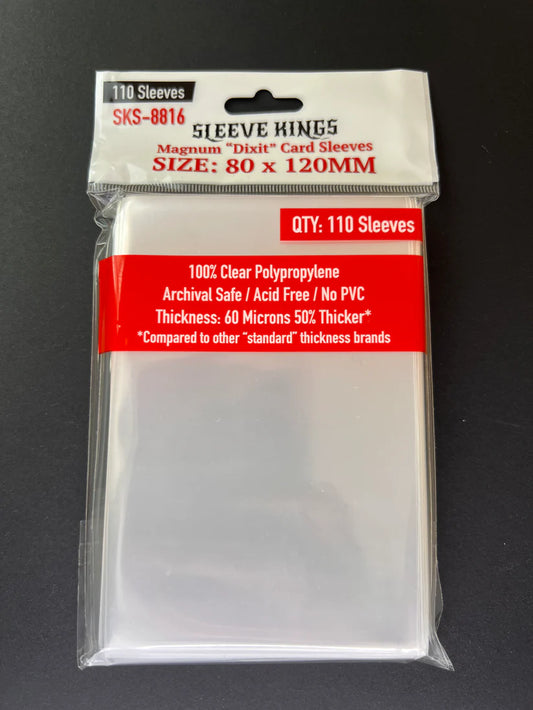 110 Sleeves
SKS-8816
SLEEVE KINGS
Magnum "Dixit" Card Sleeves
SIZE: 80 x 120MM
QTY: 110 Sleeves
100% Clear Polypropylene
Archival Safe / Acid Free / No PVC
Thickness: 60 Microns 50% Thicker*
*Compared to other "standard" thickness brands